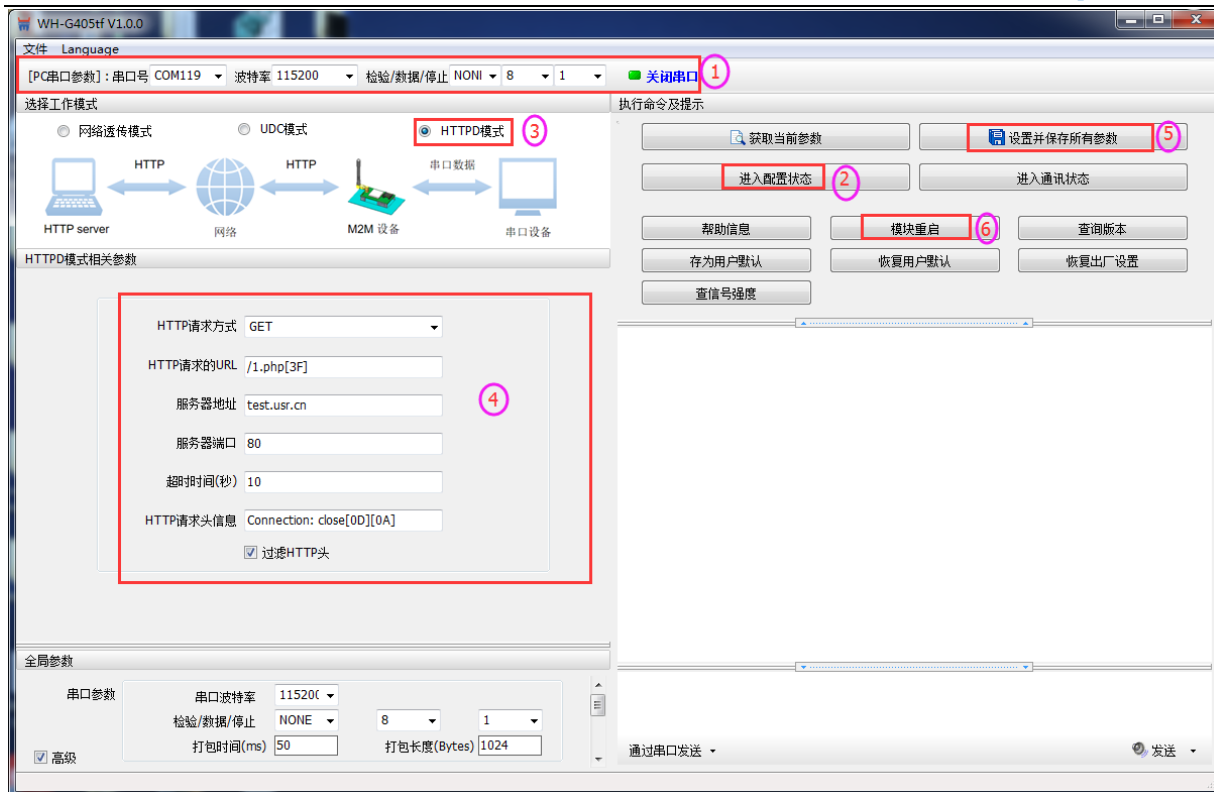 WH-G405tf V1.0.0
文件 Language
[PC串口参数]：串口号 COM119 波特率 115200 检验/数据/停止 NONI 8 1 关闭串口 1
选择工作模式
网络透传模式 UDC模式 HTTPD模式 3
HTTP HTTP 串口数据
HTTP server 网络 M2M 设备 串口设备
HTTPD模式相关参数
HTTP请求方式 GET
HTTP请求的URL /1.php[3F]
服务器地址 test.usr.cn
4
服务器端口 80
超时时间(秒) 10
HTTP请求头信息 Connection: close[0D][0A]
过滤HTTP头
全局参数
串口参数 串口波特率 11520(
检验/数据/停止 NONE 8 1
打包时间(ms) 50 打包长度(Bytes) 1024
高级
执行命令及提示
获取当前参数 设置并保存所有参数 5
进入配置状态 2 进入通讯状态
帮助信息 模块重启 6 查询版本
存为用户默认 恢复用户默认 恢复出厂设置
查信号强度
通过串口发送 发送